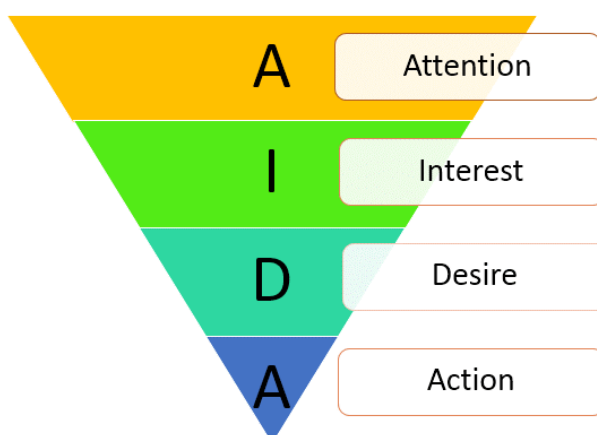 A Attention
I Interest
D Desire
A Action